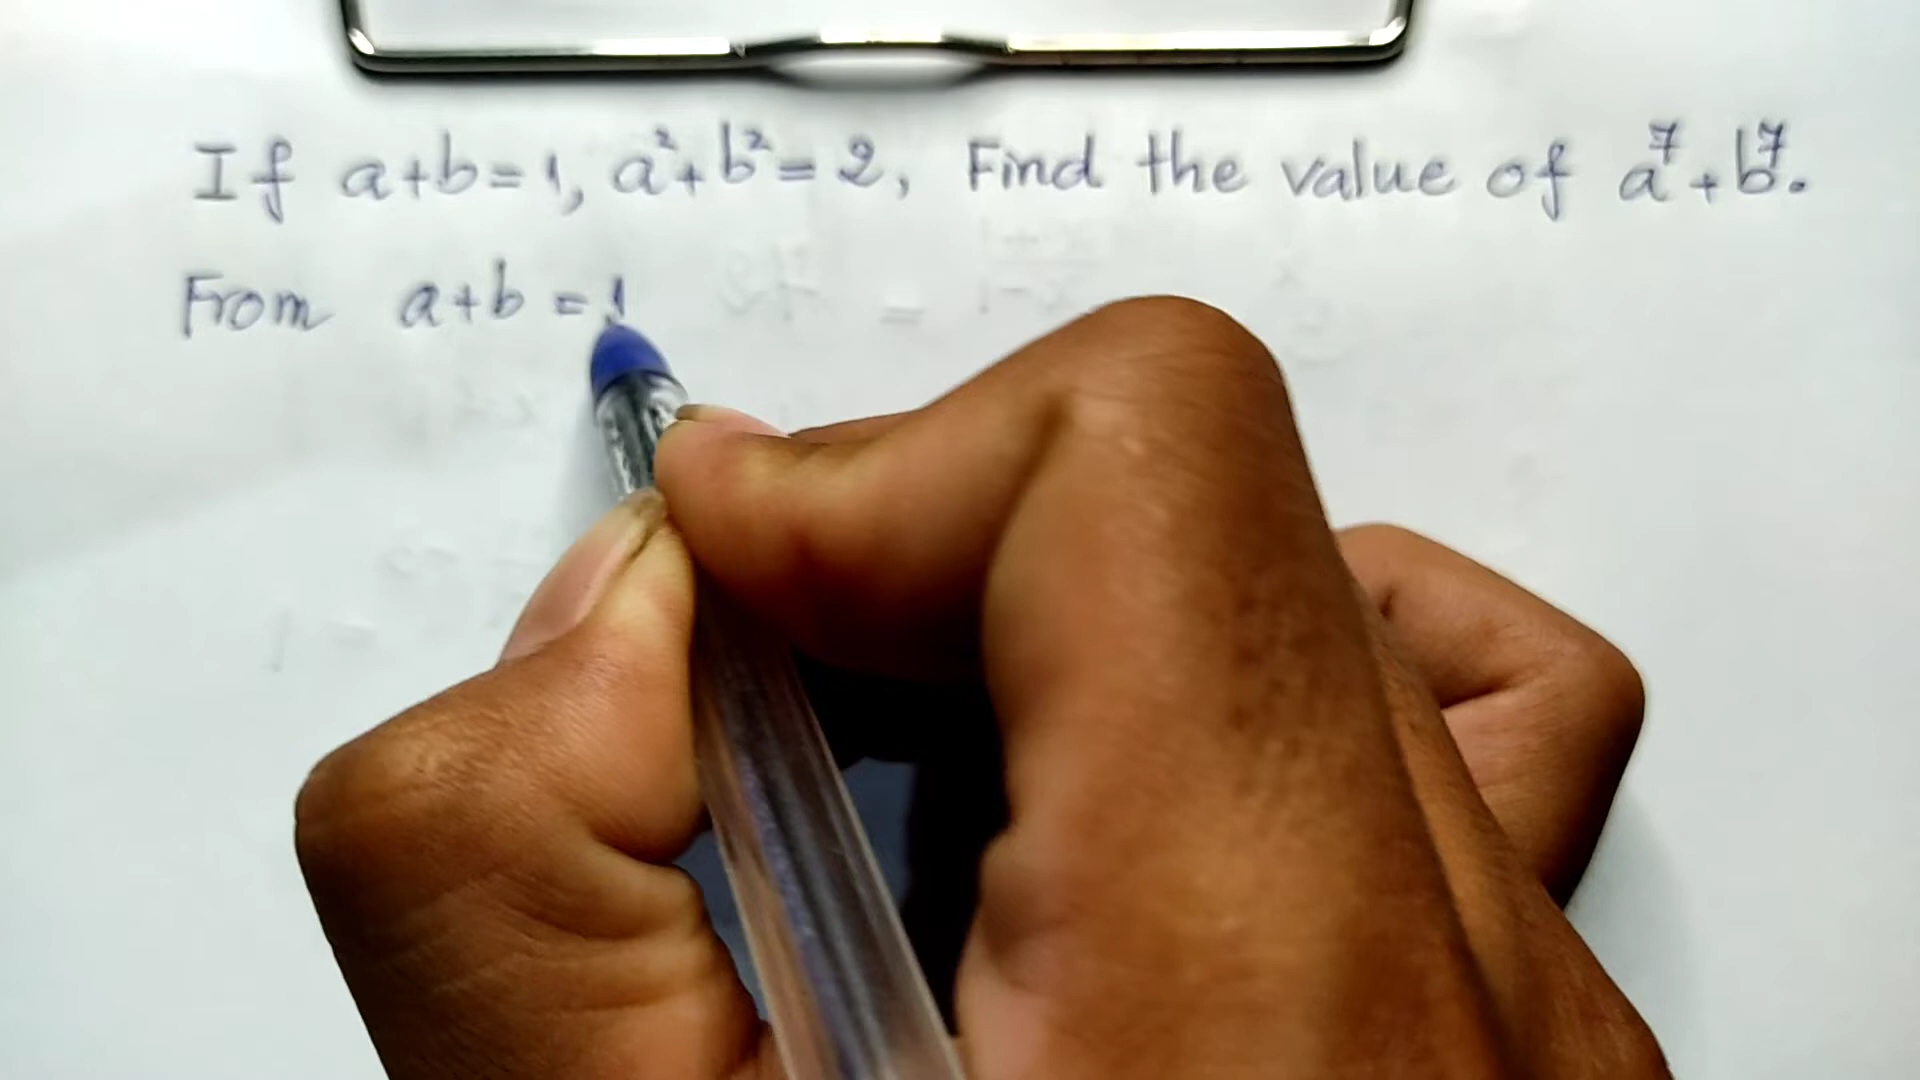 If a+b=1, a²+b²=2, Find the value of a⁷+b⁷.
From a+b=1